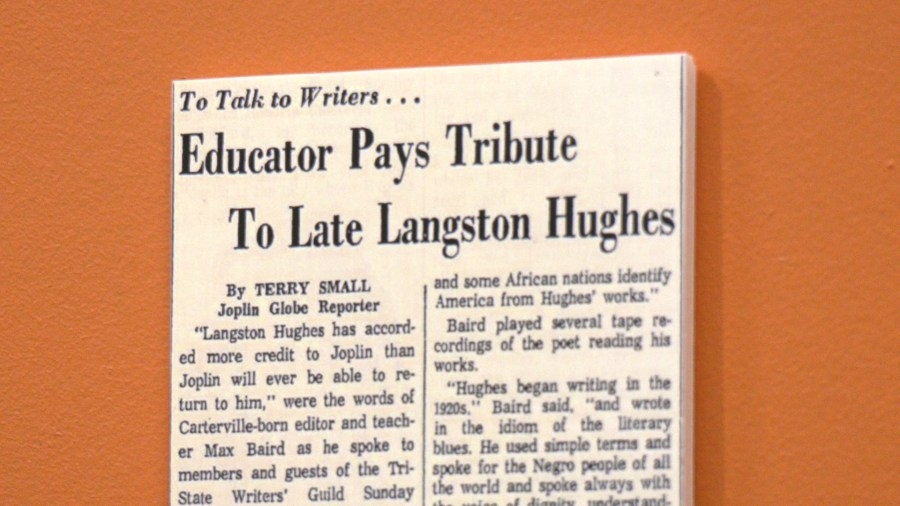 To Talk to Writers...
Educator Pays Tribute
To Late Langston Hughes
By TERRY SMALL
Joplin Globe Reporter
"Langston Hughes has accord-
ed more credit to Joplin than
Joplin will ever be able to re-
turn to him," were the words of
Carterville-born editor and teach-
er Max Baird as he spoke to
members and guests of the Tri-
State Writers' Guild Sunday
and some African nations identify
America from Hughes' works."
Baird played several tape re-
cordings of the poet reading his
works.
"Hughes began writing in the
1920s," Baird said, "and wrote
in the idiom of the literary
blues. He used simple terms and
spoke for the Negro people of all
the world and spoke always with
the voice of dignity, understand-